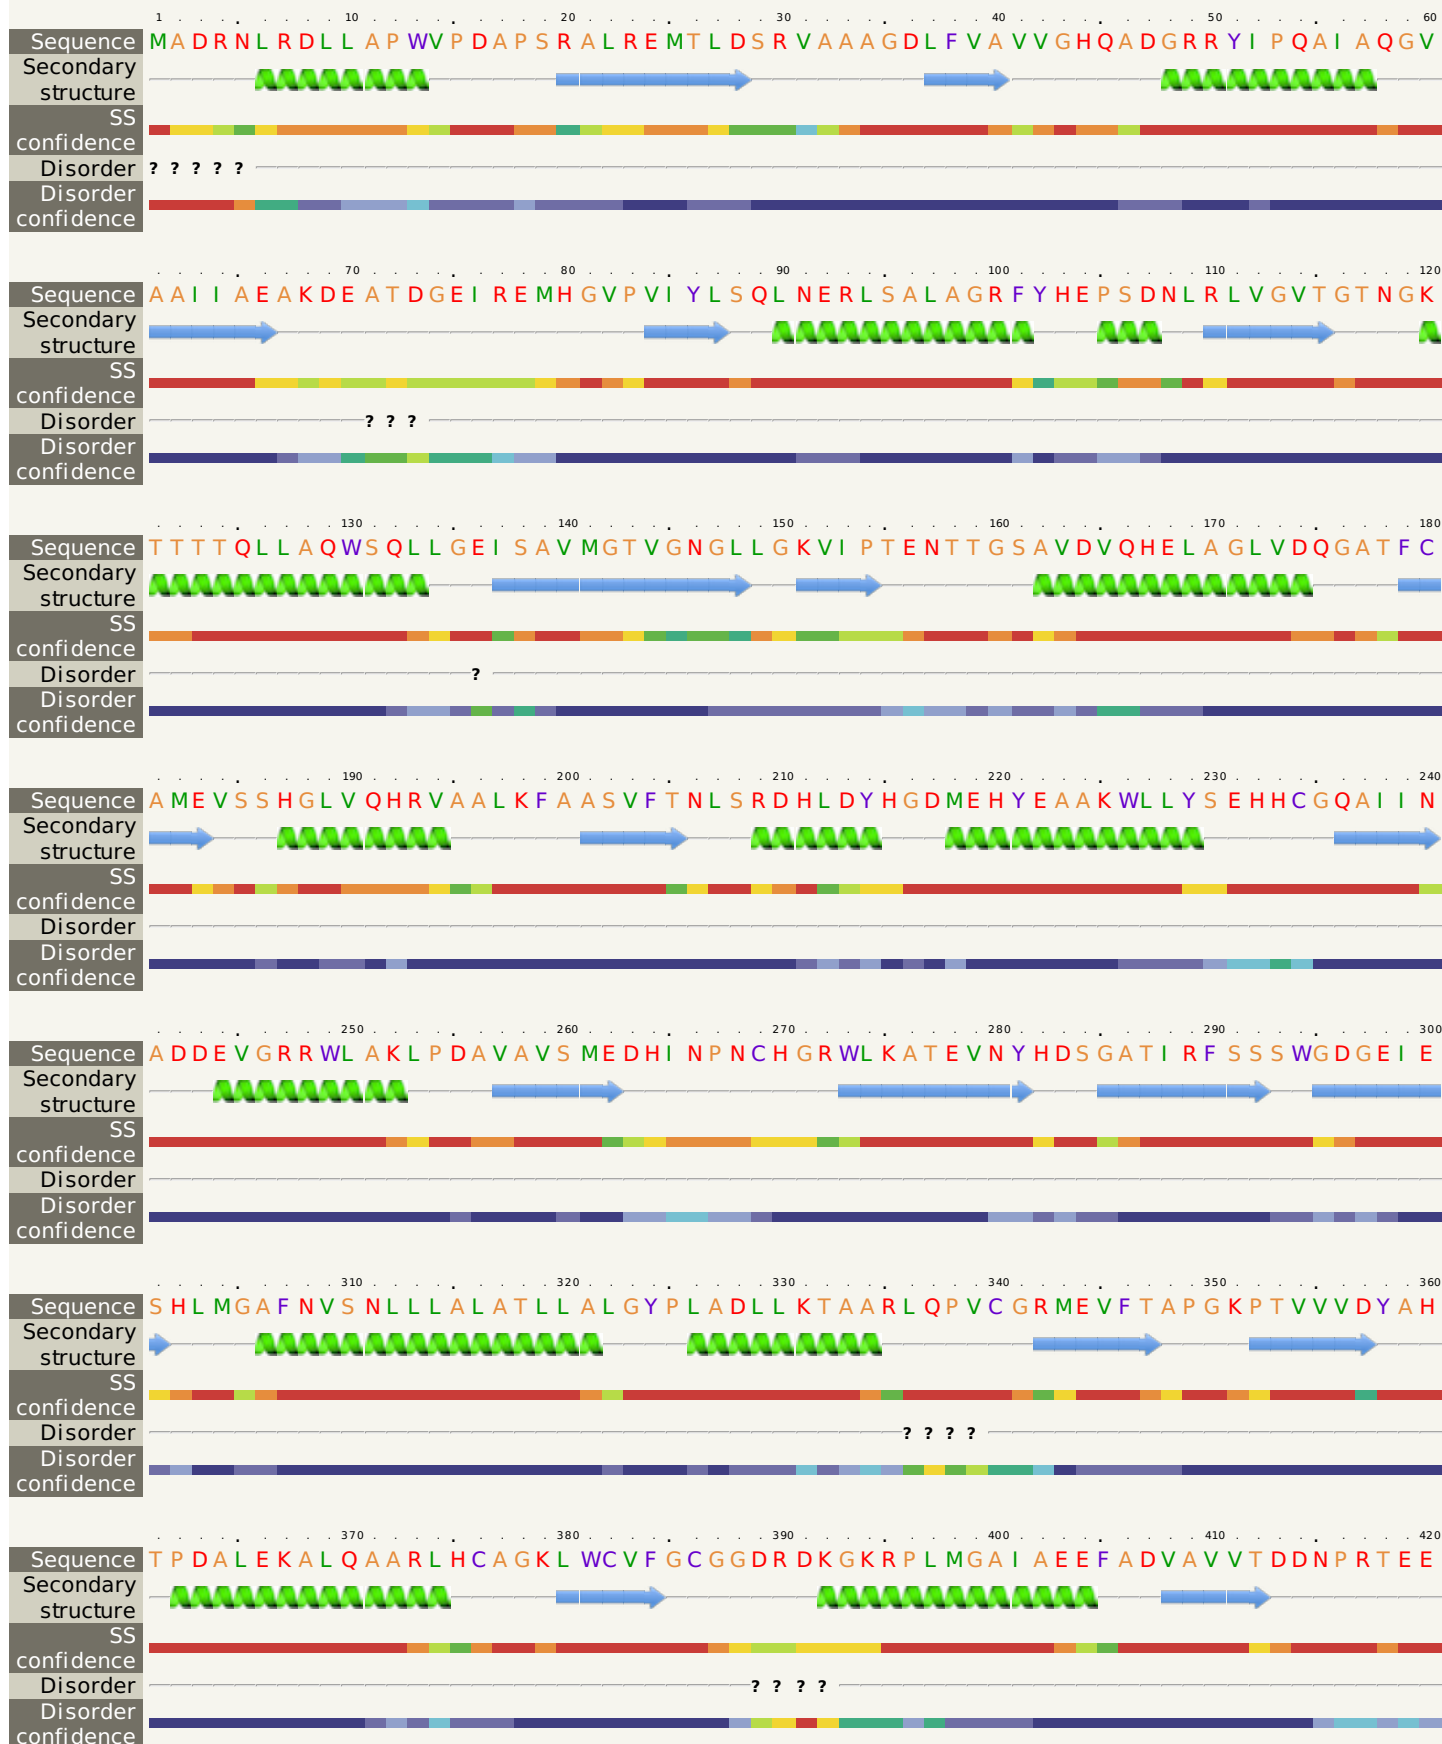 1 10 20 30 40 50 60
Sequence MADRNLRDLLAPWVPDAPSRALREMTLDSRVAAAGDLFVAVVGHQADGRRYIPQAIAQGV
Secondary
structure
SS
confidence
Disorder ? ? ? ? ?
Disorder
confidence
70 80 90 100 110 120
Sequence AAIIAEAKDEATDGEIREMHGVPVIYLSQLNERLSALAGRFYHEPSDNLRLVGVTGTNGK
Secondary
structure
SS
confidence
Disorder ? ? ?
Disorder
confidence
130 140 150 160 170 180
Sequence TTTTQLLAQWSQLLGEISAVMGTVGNGLLGKVIPTENTTGSAVDVQHELAGLVDQGATFC
Secondary
structure
SS
confidence
Disorder ?
Disorder
confidence
190 200 210 220 230 240
Sequence AMEVSSHGLVQHRVAALKFAASVFTNLSRDHLDYHGDMEHYEAAKWLLYSEHHCGQAIIN
Secondary
structure
SS
confidence
Disorder
Disorder
confidence
250 260 270 280 290 300
Sequence ADDEVGRRWLAKLPDAVAVSMEDHINPNCHGRWLKATEVNYHDSGATIRFSSSWGDGEIE
Secondary
structure
SS
confidence
Disorder
Disorder
confidence
310 320 330 340 350 360
Sequence SHLMGAFNVSNLLLALATLLALGYPLADLLKTAARLQPVCGRMEVFTAPGKPTVVVDYAH
Secondary
structure
SS
confidence
Disorder ? ? ? ?
Disorder
confidence
370 380 390 400 410 420
Sequence TPDALEKALQAARLHCAGKLWCVFGCGGDRDKGKRPLMGAIAEEFADVAVVTDDNPRTEE
Secondary
structure
SS
confidence
Disorder ? ? ? ?
Disorder
confidence